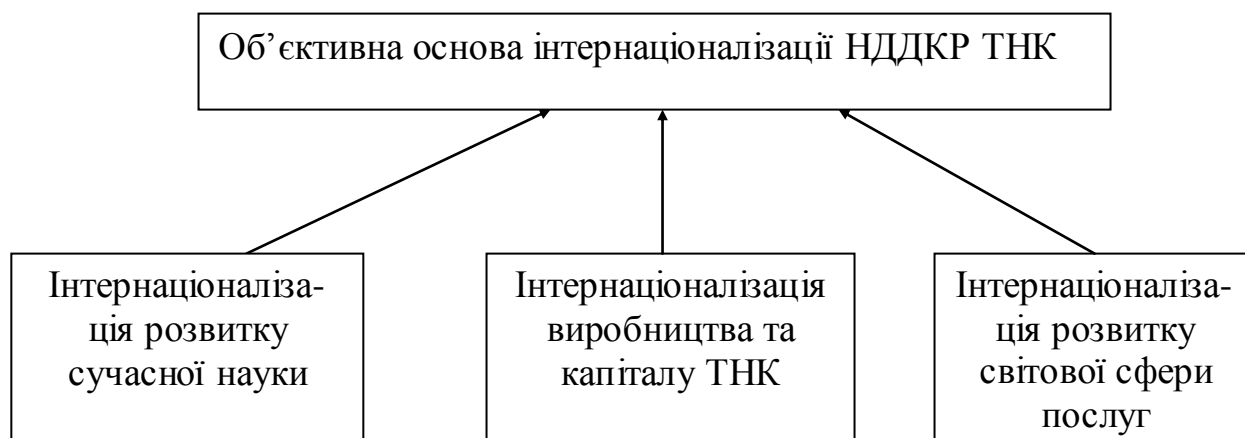 Об’єктивна основа інтернаціоналізації НДДКР ТНК
Інтернаціоналіза-
ція розвитку
сучасної науки
Інтернаціоналізація
виробництва та
капіталу ТНК
Інтернаціоналіза-
ція розвитку
світової сфери
послуг